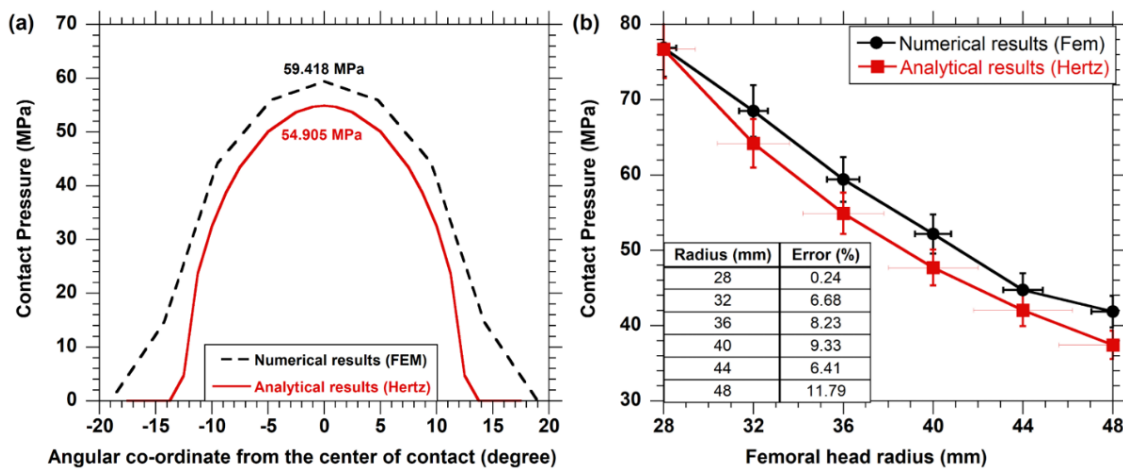 (a)
Contact Pressure (MPa)
70
60
50
40
30
20
10
0
59.418 MPa
54.905 MPa
Numerical results (FEM)
Analytical results (Hertz)
-20 -15 -10 -5 0 5 10 15 20
Angular co-ordinate from the center of contact (degree)
(b)
Contact Pressure (MPa)
80
70
60
50
40
30
Numerical results (Fem)
Analytical results (Hertz)
Radius (mm) Error (%)
28 0.24
32 6.68
36 8.23
40 9.33
44 6.41
48 11.79
28 32 36 40 44 48
Femoral head radius (mm)